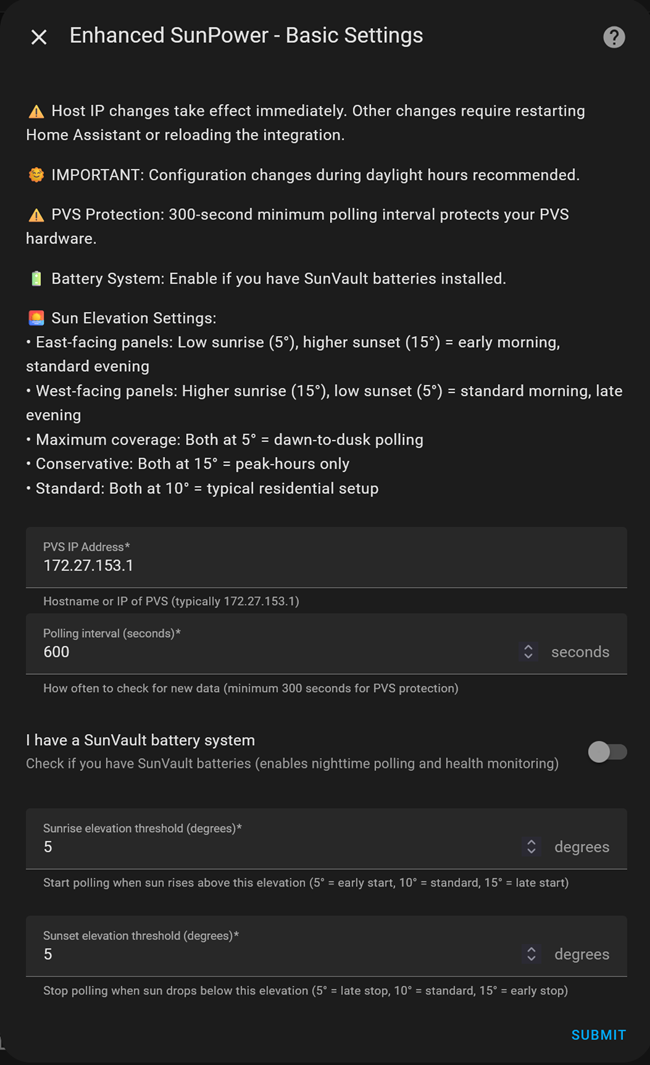 Enhanced SunPower - Basic Settings
⚠️ Host IP changes take effect immediately. Other changes require restarting
Home Assistant or reloading the integration.
🌞 IMPORTANT: Configuration changes during daylight hours recommended.
⚠️ PVS Protection: 300-second minimum polling interval protects your PVS
hardware.
🔋 Battery System: Enable if you have SunVault batteries installed.
🌅 Sun Elevation Settings:
• East-facing panels: Low sunrise (5°), higher sunset (15°) = early morning,
standard evening
• West-facing panels: Higher sunrise (15°), low sunset (5°) = standard morning, late
evening
• Maximum coverage: Both at 5° = dawn-to-dusk polling
• Conservative: Both at 15° = peak-hours only
• Standard: Both at 10° = typical residential setup
PVS IP Address*
172.27.153.1
Hostname or IP of PVS (typically 172.27.153.1)
Polling interval (seconds)*
600 seconds
How often to check for new data (minimum 300 seconds for PVS protection)
I have a SunVault battery system
Check if you have SunVault batteries (enables nighttime polling and health monitoring)
Sunrise elevation threshold (degrees)*
5 degrees
Start polling when sun rises above this elevation (5° = early start, 10° = standard, 15° = late start)
Sunset elevation threshold (degrees)*
5 degrees
Stop polling when sun drops below this elevation (5° = late stop, 10° = standard, 15° = early stop)
SUBMIT